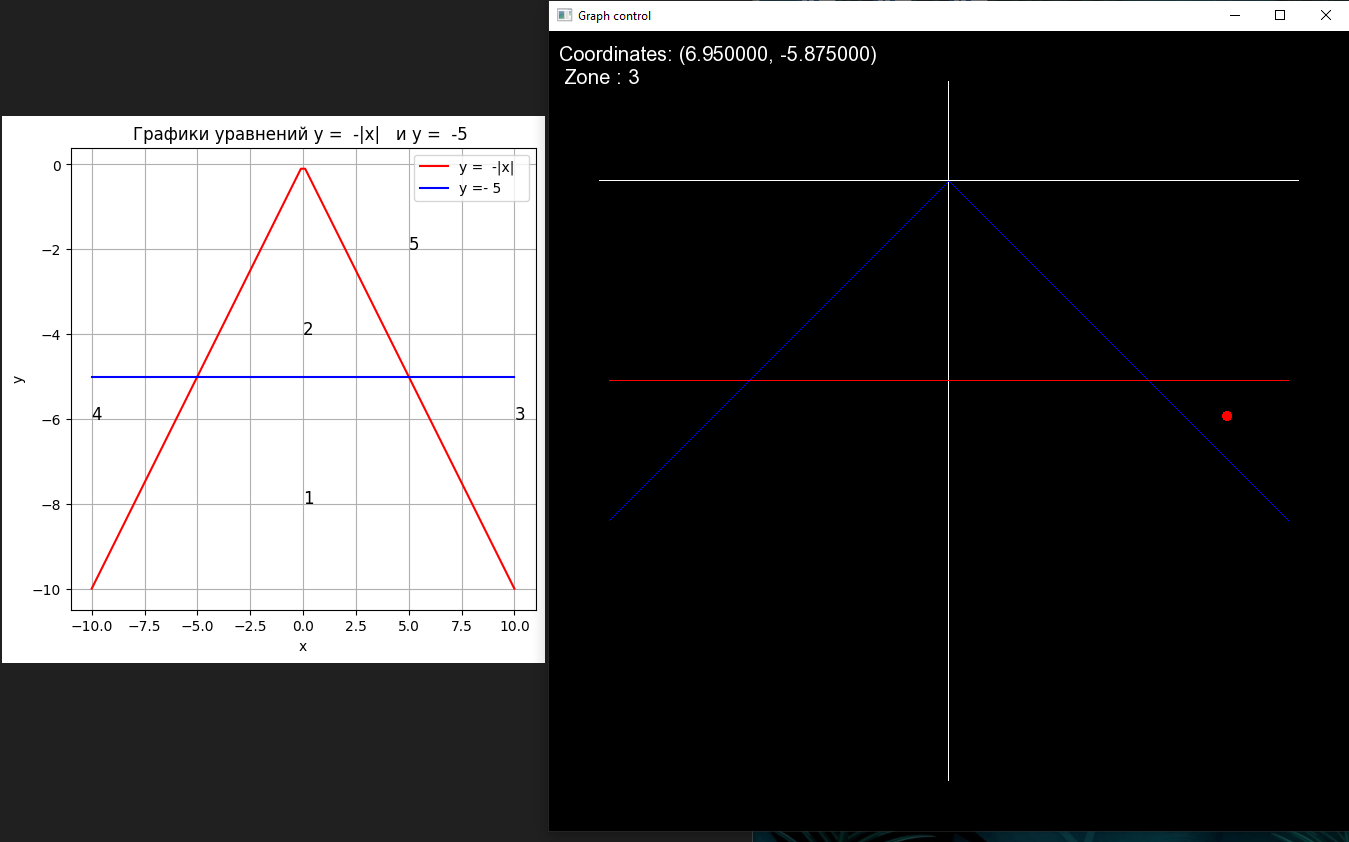 Graph control
Coordinates: (6.950000, -5.875000)
Zone : 3
Графики уравнений y = -|x| и y = -5
y = -|x|
y =- 5
0
−2
−4
−6
−8
−10
y
5
2
4
3
1
−10.0 −7.5 −5.0 −2.5 0.0 2.5 5.0 7.5 10.0
x